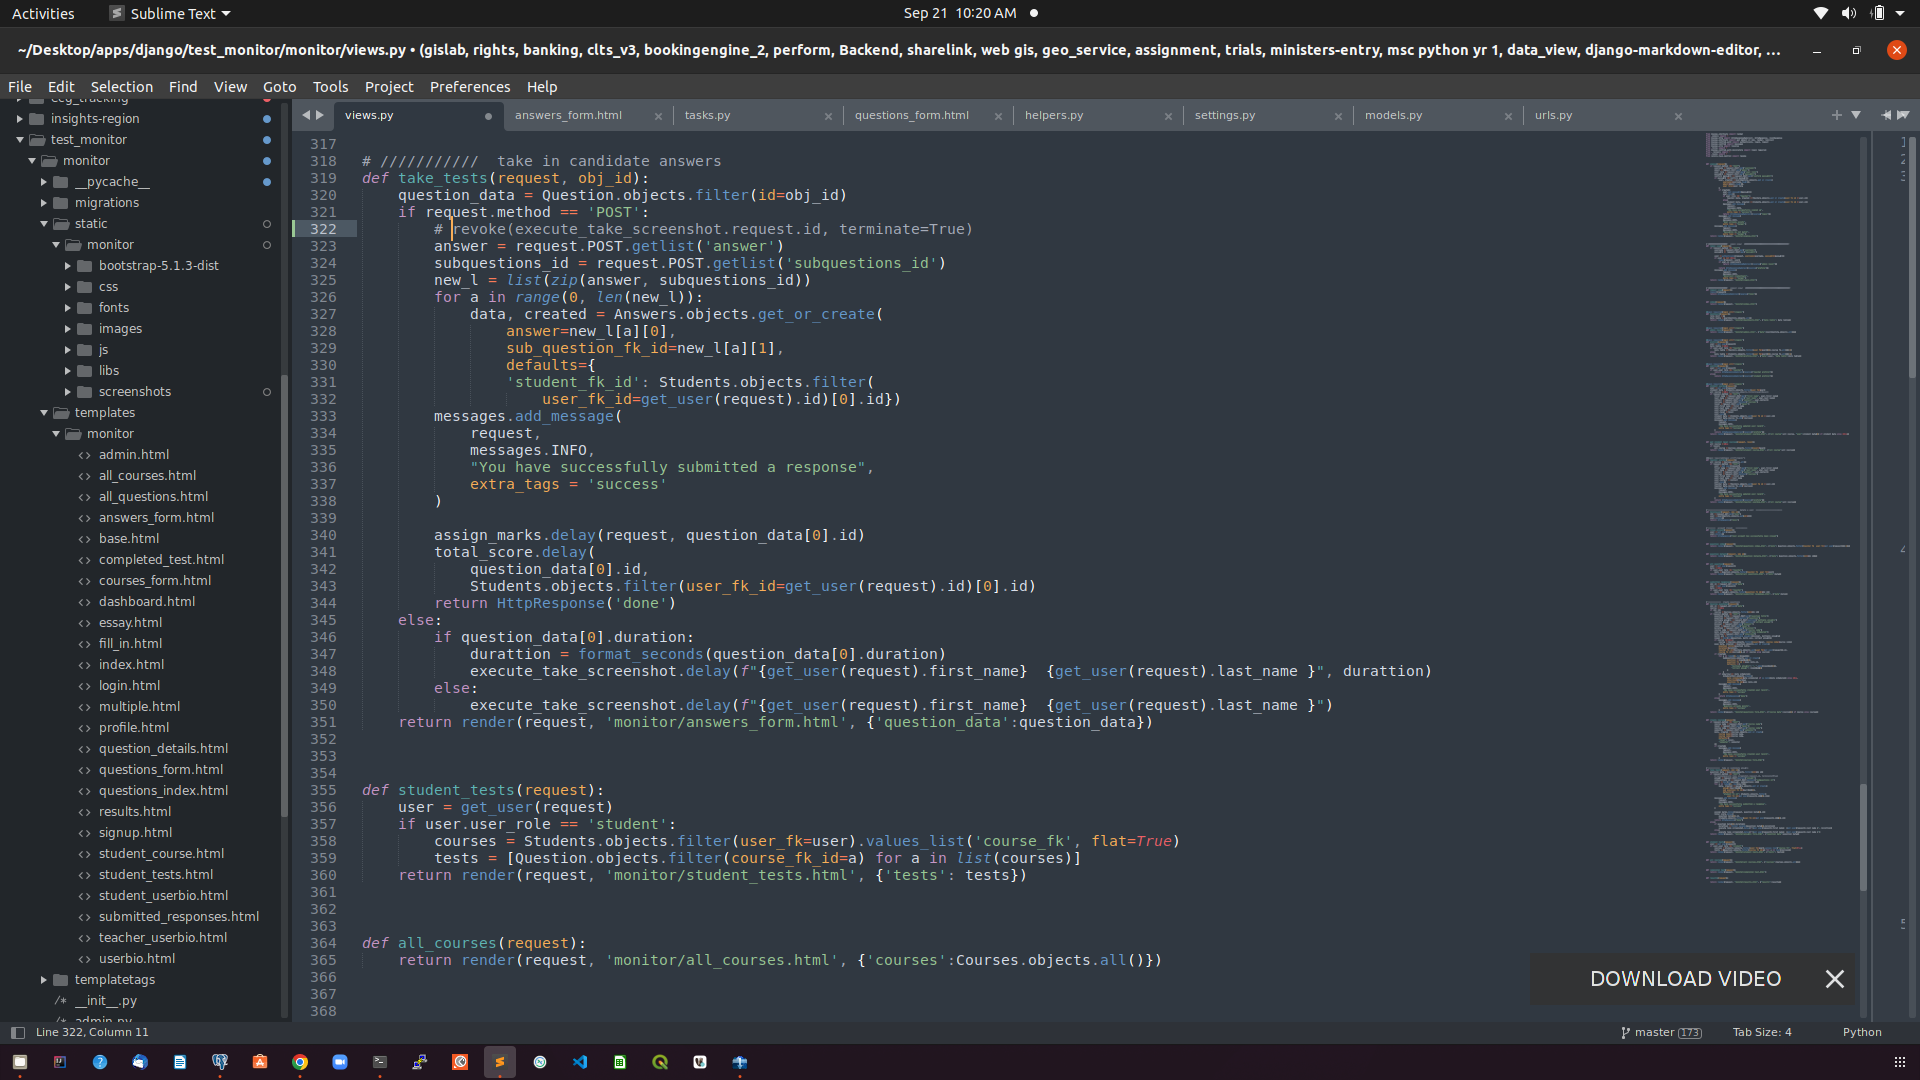 Activities
Sublime Text
Sep 21 10:20 AM
~/Desktop/apps/django/test_monitor/monitor/views.py • (gislab, rights, banking, clts_v3, bookingengine_2, perform, Backend, sharelink, web gis, geo_service, assignment, trials, ministers-entry, msc python yr 1, data_view, django-markdown-editor, ...
File Edit Selection Find View Goto Tools Project Preferences Help
insights-region
test_monitor
monitor
__pycache__
migrations
static
monitor
bootstrap-5.1.3-dist
css
fonts
images
js
libs
screenshots
templates
monitor
admin.html
all_courses.html
all_questions.html
answers_form.html
base.html
completed_test.html
courses_form.html
dashboard.html
essay.html
fill_in.html
index.html
login.html
multiple.html
profile.html
question_details.html
questions_form.html
questions_index.html
results.html
signup.html
student_course.html
student_tests.html
student_userbio.html
submitted_responses.html
teacher_userbio.html
userbio.html
templatetags
__init__.py
admin.py
views.py answers_form.html tasks.py questions_form.html helpers.py settings.py models.py urls.py
317
318 # /////////// take in candidate answers
319 def take_tests(request, obj_id):
320 question_data = Question.objects.filter(id=obj_id)
321 if request.method == 'POST':
322 # revoke(execute_take_screenshot.request.id, terminate=True)
323 answer = request.POST.getlist('answer')
324 subquestions_id = request.POST.getlist('subquestions_id')
325 new_l = list(zip(answer, subquestions_id))
326 for a in range(0, len(new_l)):
327 data, created = Answers.objects.get_or_create(
328 answer=new_l[a][0],
329 sub_question_fk_id=new_l[a][1],
330 defaults={
331 'student_fk_id': Students.objects.filter(
332 user_fk_id=get_user(request).id)[0].id})
333 messages.add_message(
334 request,
335 messages.INFO,
336 "You have successfully submitted a response",
337 extra_tags = 'success'
338 )
339
340 assign_marks.delay(request, question_data[0].id)
341 total_score.delay(
342 question_data[0].id,
343 Students.objects.filter(user_fk_id=get_user(request).id)[0].id)
344 return HttpResponse('done')
345 else:
346 if question_data[0].duration:
347 durattion = format_seconds(question_data[0].duration)
348 execute_take_screenshot.delay(f"{get_user(request).first_name}  {get_user(request).last_name }", durattion)
349 else:
350 execute_take_screenshot.delay(f"{get_user(request).first_name}  {get_user(request).last_name }")
351 return render(request, 'monitor/answers_form.html', {'question_data':question_data})
352
353
354
355 def student_tests(request):
356 user = get_user(request)
357 if user.user_role == 'student':
358 courses = Students.objects.filter(user_fk=user).values_list('course_fk', flat=True)
359 tests = [Question.objects.filter(course_fk_id=a) for a in list(courses)]
360 return render(request, 'monitor/student_tests.html', {'tests': tests})
361
362
363
364 def all_courses(request):
365 return render(request, 'monitor/all_courses.html', {'courses':Courses.objects.all()})
366
367
368
DOWNLOAD VIDEO
Line 322, Column 11
master 173
Tab Size: 4
Python